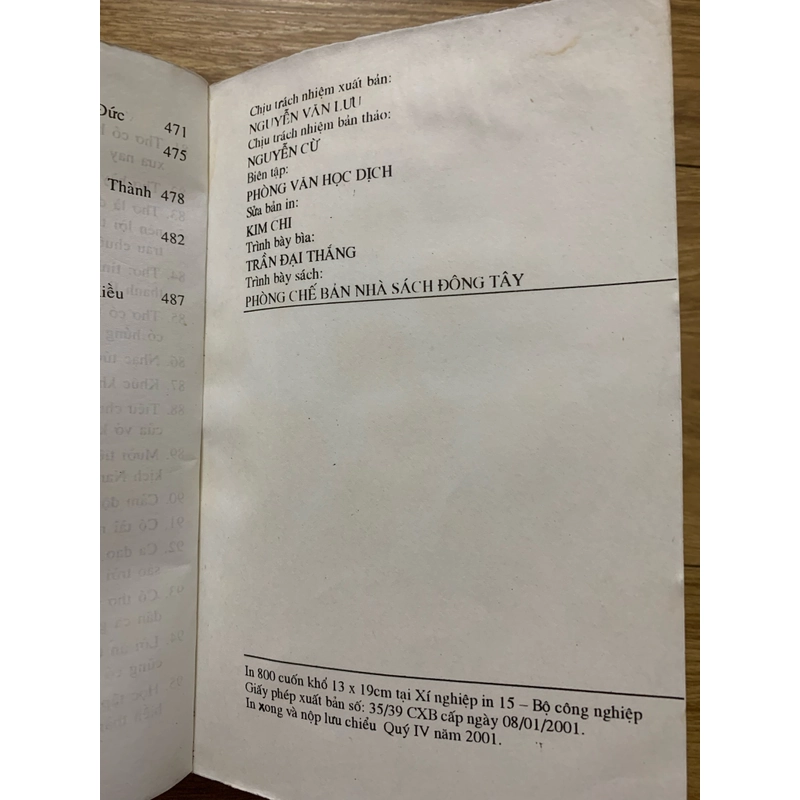 Đức 471
475
Thành 478
482
iều 487
Chịu trách nhiệm xuất bản:
NGUYỄN VĂN LƯU
Chịu trách nhiệm bản thảo:
NGUYỄN CỪ
Biên tập:
PHÒNG VĂN HỌC DỊCH
Sửa bản in:
KIM CHI
Trình bày bìa:
TRẦN ĐẠI THẮNG
Trình bày sách:
PHÒNG CHẾ BẢN NHÀ SÁCH ĐÔNG TÂY
In 800 cuốn khổ 13 x 19cm tại Xí nghiệp in 15 – Bộ công nghiệp
Giấy phép xuất bản số: 35/39 CXB cấp ngày 08/01/2001.
In xong và nộp lưu chiểu Quý IV năm 2001.